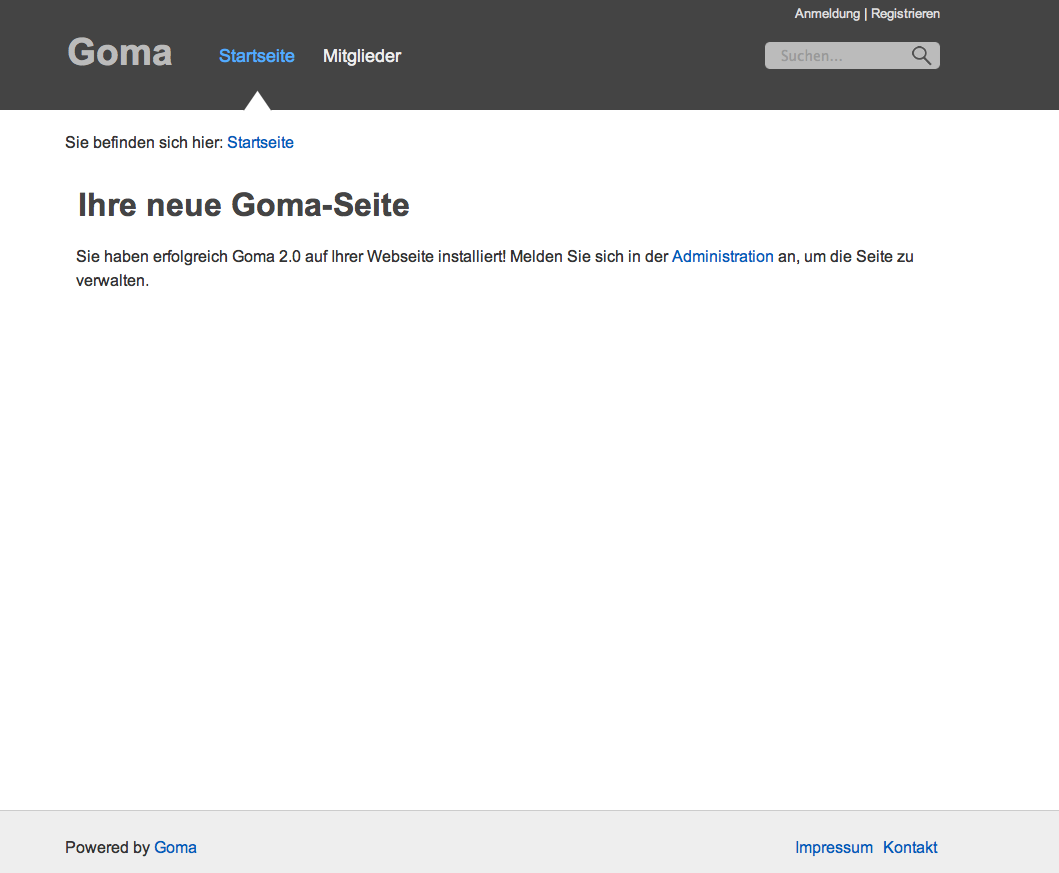 Anmeldung | Registrieren
Goma
Startseite Mitglieder
Suchen...
Sie befinden sich hier: Startseite
Ihre neue Goma-Seite
Sie haben erfolgreich Goma 2.0 auf Ihrer Webseite installiert! Melden Sie sich in der Administration an, um die Seite zu
verwalten.
Powered by Goma
Impressum Kontakt